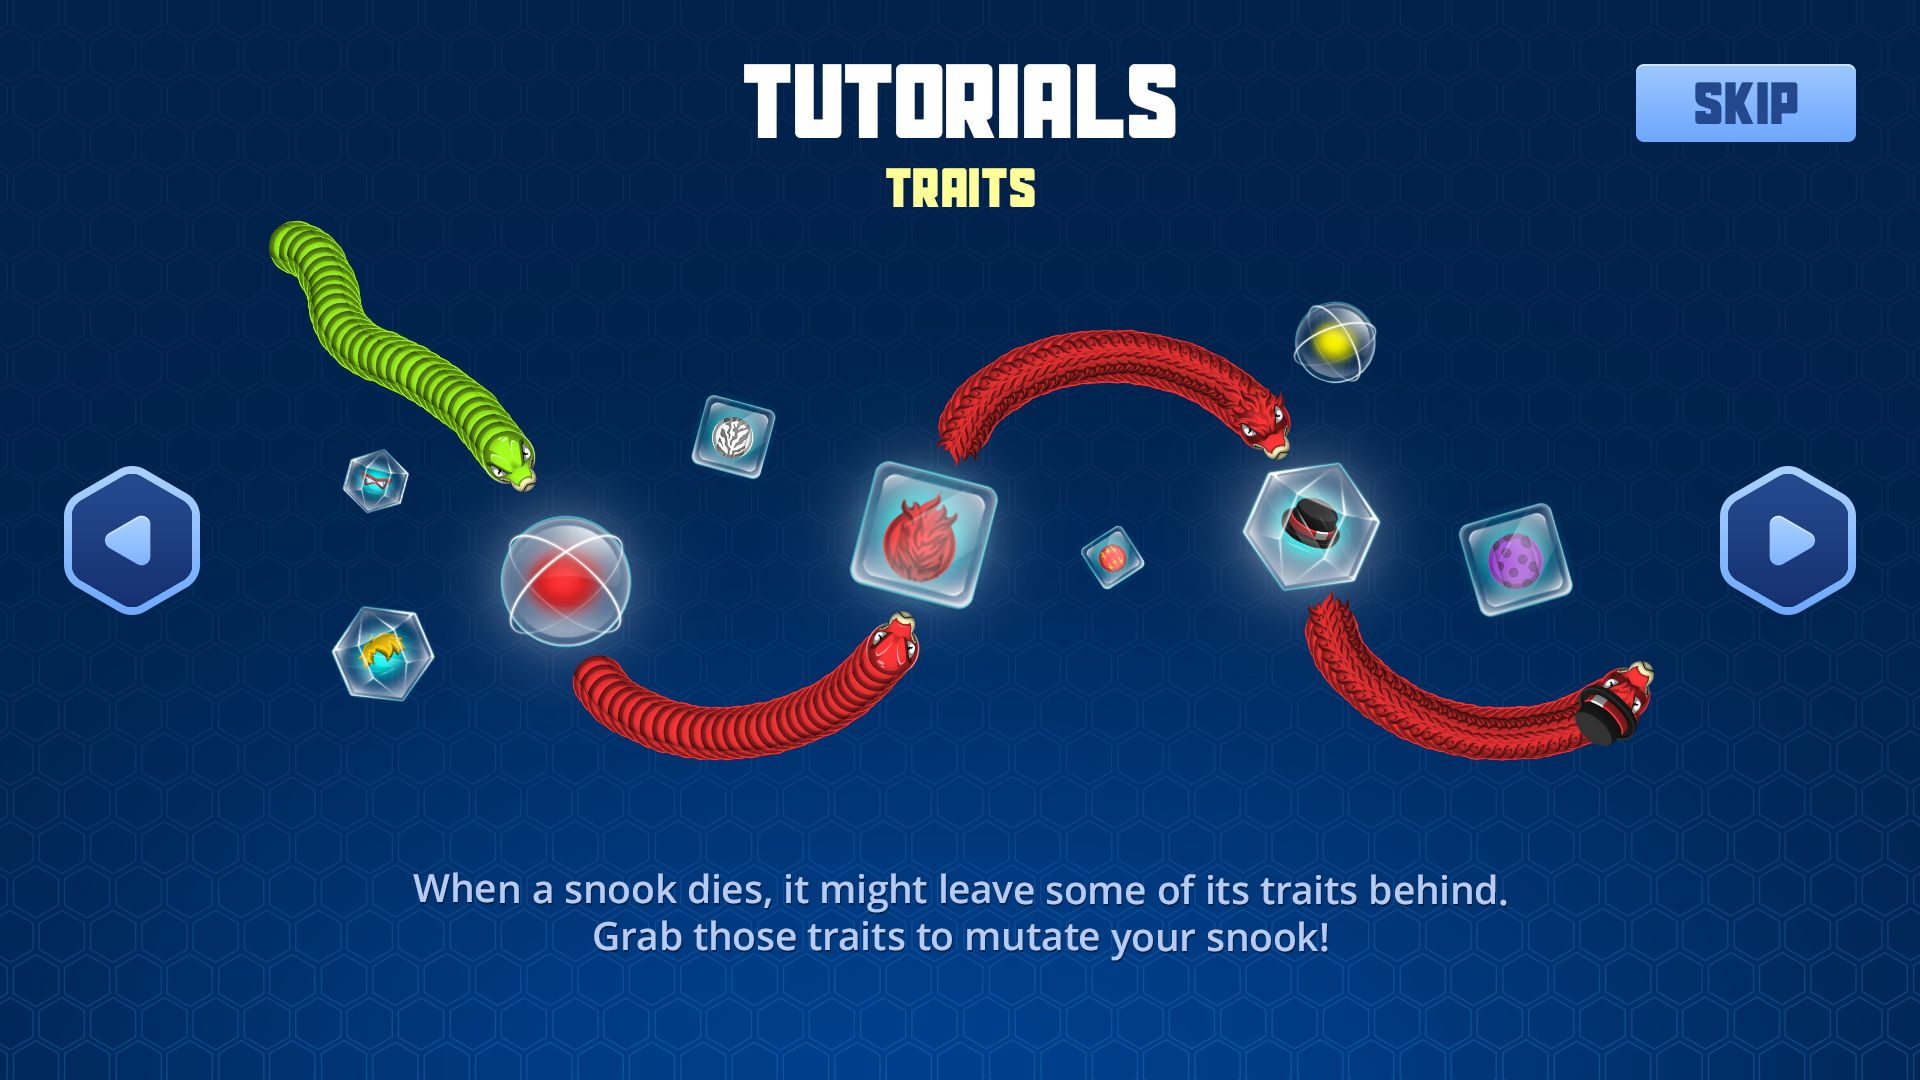 TUTORIALS
SKIP
TRAITS
When a snook dies, it might leave some of its traits behind.
Grab those traits to mutate your snook!